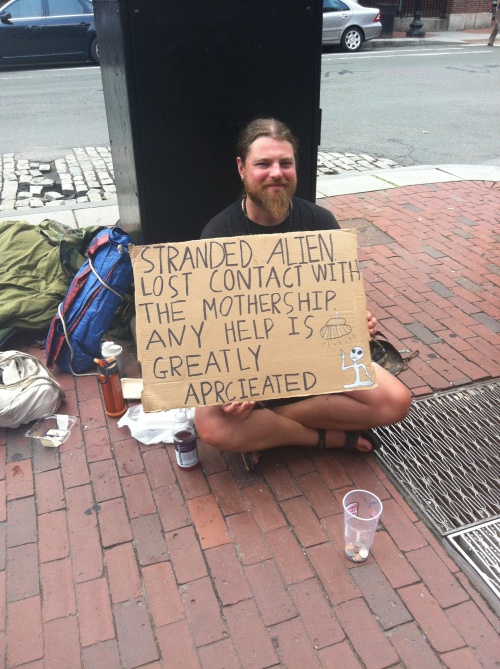 STRANDED ALIEN
LOST CONTACT WITH
THE MOTHERSHIP
ANY HELP IS
GREATLY
APRCIEATED